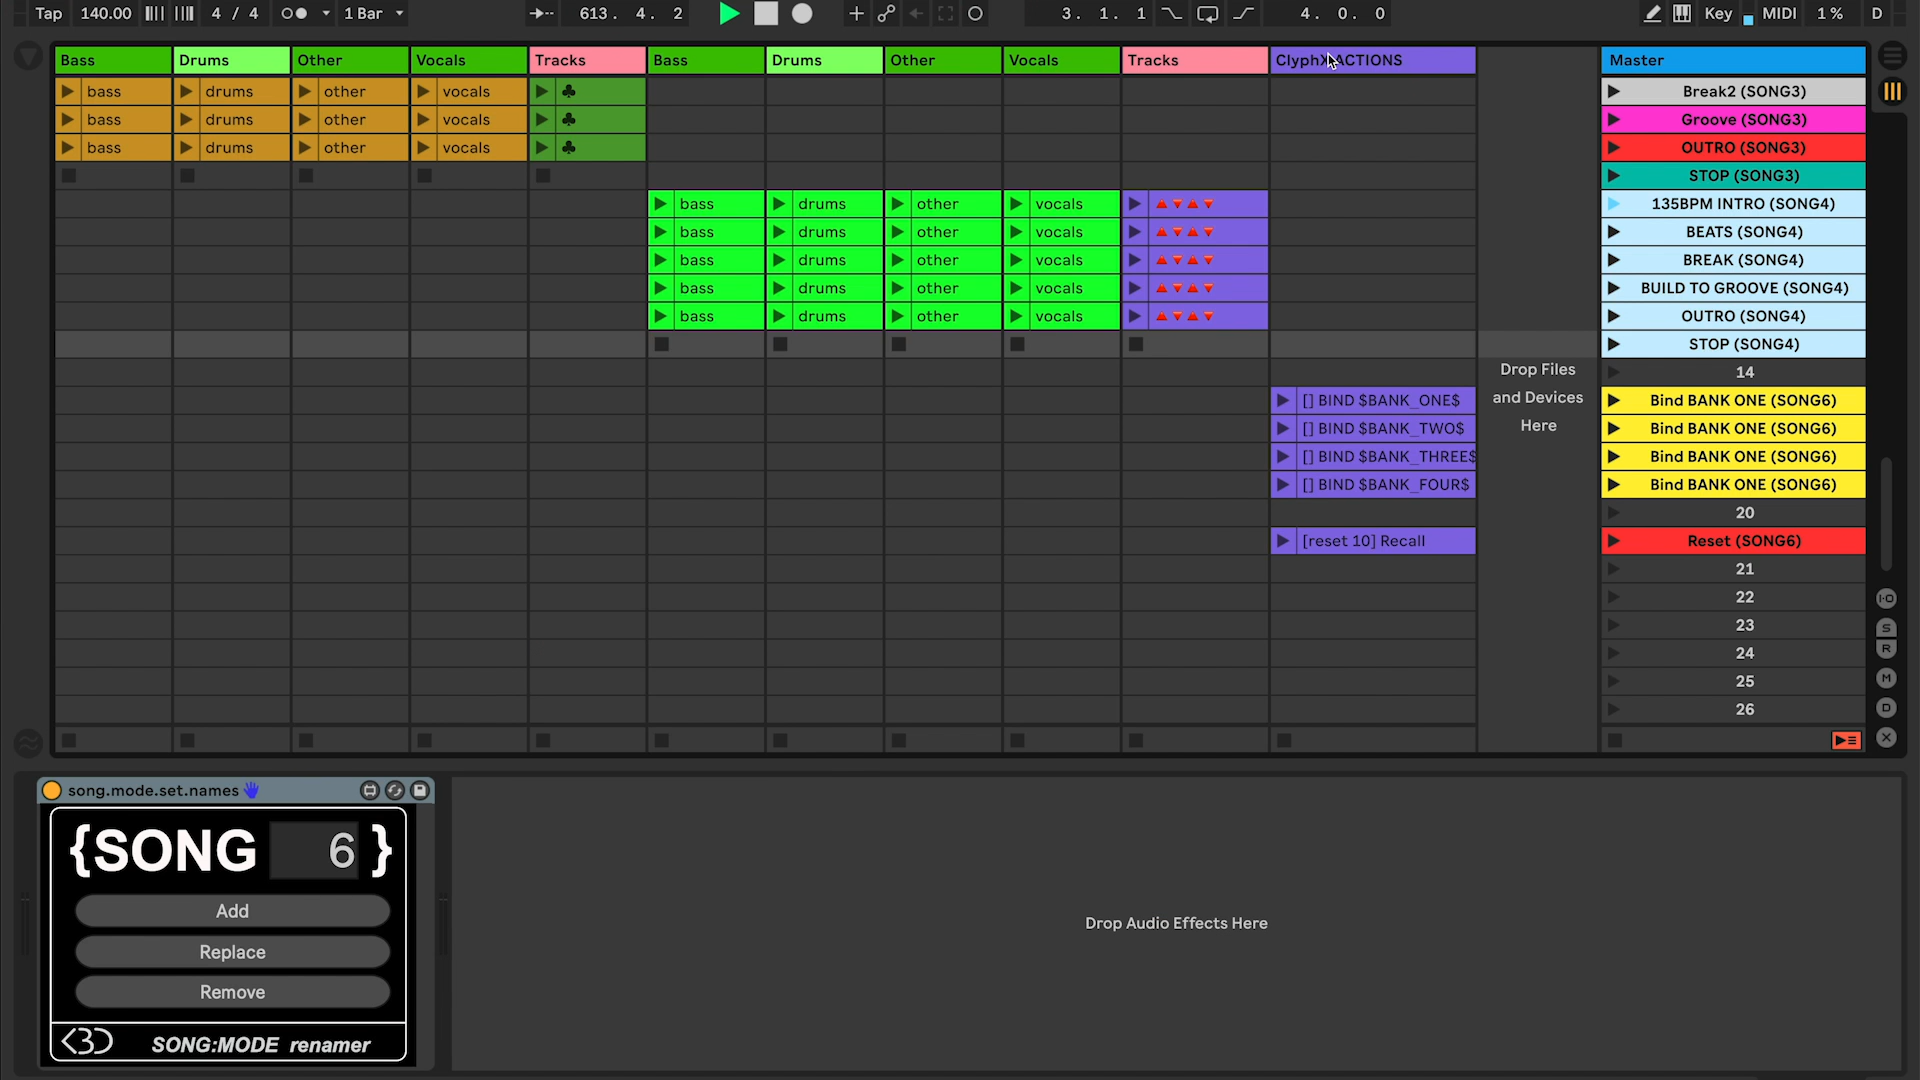 Tap 140.00 4 / 4 1 Bar 613. 4. 2 3. 1. 1 4. 0. 0 Key MIDI 1 % D
Bass Drums Other Vocals Tracks Bass Drums Other Vocals Tracks ClyphX ACTIONS Master
bass drums other vocals ♣ Break2 (SONG3)
bass drums other vocals ♣ Groove (SONG3)
bass drums other vocals ♣ OUTRO (SONG3)
STOP (SONG3)
bass drums other vocals 🔺🔻🔺🔻 135BPM INTRO (SONG4)
bass drums other vocals 🔺🔻🔺🔻 BEATS (SONG4)
bass drums other vocals 🔺🔻🔺🔻 BREAK (SONG4)
bass drums other vocals 🔺🔻🔺🔻 BUILD TO GROOVE (SONG4)
bass drums other vocals 🔺🔻🔺🔻 OUTRO (SONG4)
STOP (SONG4)
Drop Files
and Devices
Here
14
[] BIND $BANK_ONE$ Bind BANK ONE (SONG6)
[] BIND $BANK_TWO$ Bind BANK ONE (SONG6)
[] BIND $BANK_THREE$ Bind BANK ONE (SONG6)
[] BIND $BANK_FOUR$ Bind BANK ONE (SONG6)
20
[reset 10] Recall Reset (SONG6)
21
22
23
24
25
26
I·O
S
R
M
D
song.mode.set.names
{SONG 6 }
Add
Replace
Remove
SONG:MODE renamer
Drop Audio Effects Here